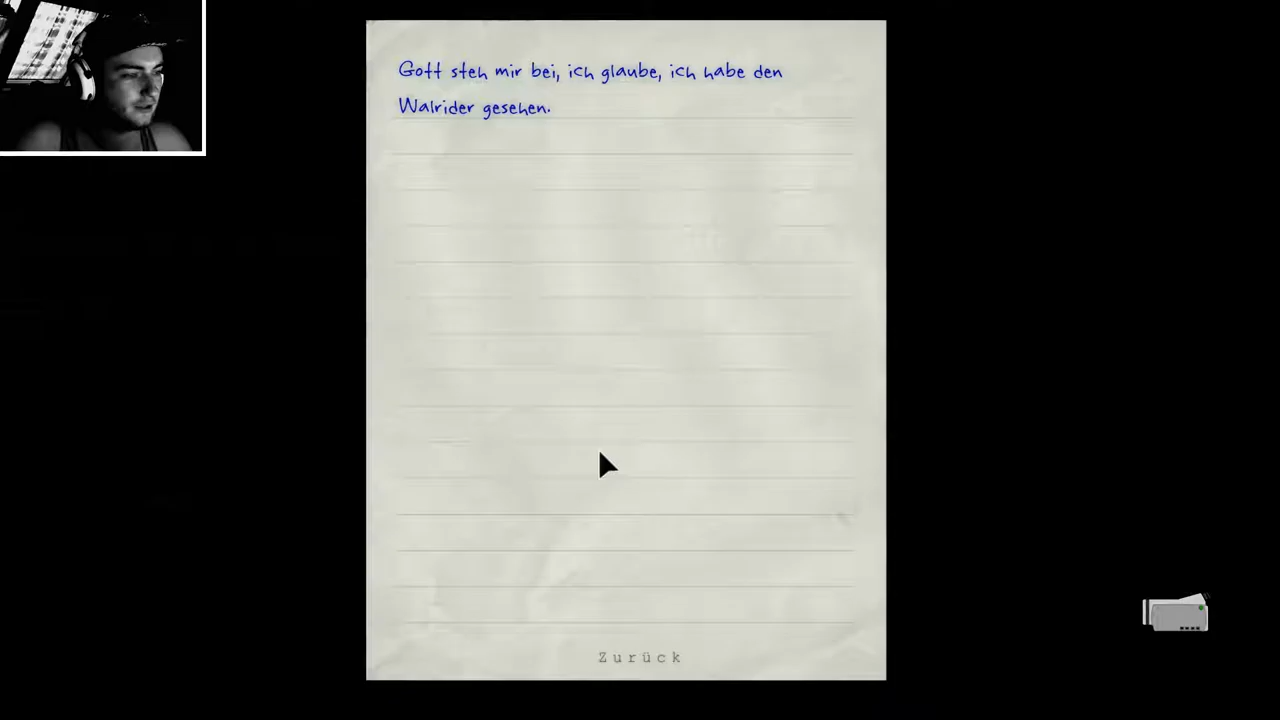 Gott steh mir bei, ich glaube, ich habe den
Walrider gesehen.
Zurück